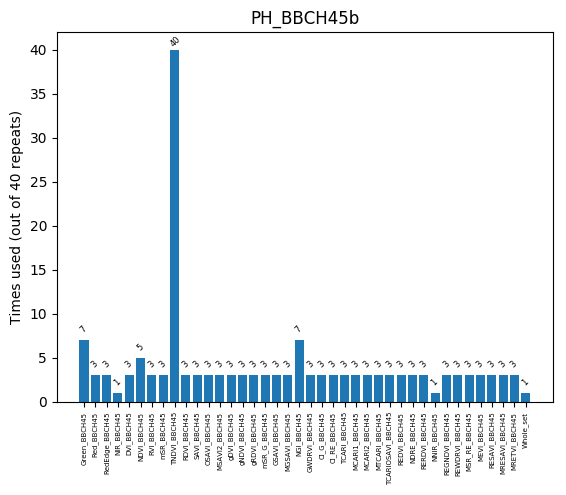 PH_BBCH45b
Times used (out of 40 repeats)
40
35
30
25
20
15
10
5
0
7 3 3 1 3 5 3 3 40 3 3 3 3 3 3 3 3 3 3 7 3 3 3 3 3 3 3 3 3 3 3 1 3 3 3 3 3 3 3 1
Green_BBCH45
Red_BBCH45
RedEdge_BBCH45
NIR_BBCH45
DVI_BBCH45
NDVI_BBCH45
RVI_BBCH45
mSR_BBCH45
TNDVI_BBCH45
RDVI_BBCH45
SAVI_BBCH45
OSAVI_BBCH45
MSAVI2_BBCH45
gDVI_BBCH45
gNDVI_BBCH45
gRDVI_BBCH45
mSR_G_BBCH45
GSAVI_BBCH45
MGSAVI_BBCH45
NGI_BBCH45
GWDRVI_BBCH45
CI_G_BBCH45
CI_RE_BBCH45
TCARI_BBCH45
MCARI1_BBCH45
MCARI2_BBCH45
MTCARI_BBCH45
TCARIOSAVI_BBCH45
REDVI_BBCH45
NDRE_BBCH45
RERDVI_BBCH45
NNIR_BBCH45
REGNDVI_BBCH45
REWDRVI_BBCH45
MSR_RE_BBCH45
MEVI_BBCH45
RESAVI_BBCH45
MRESAVI_BBCH45
MRETVI_BBCH45
Whole_set